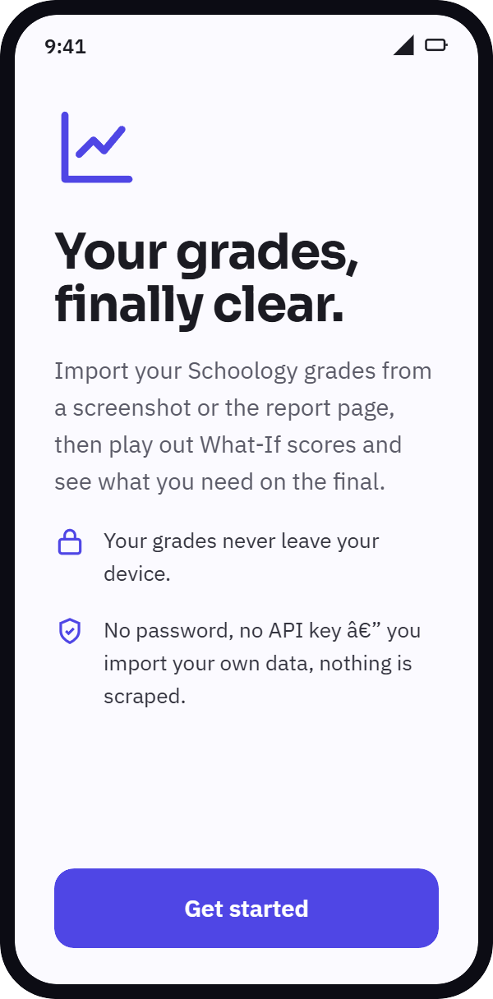 9:41
Your grades,
finally clear.
Import your Schoology grades from
a screenshot or the report page,
then play out What-If scores and
see what you need on the final.
Your grades never leave your
device.
No password, no API key â€” you
import your own data, nothing is
scraped.
Get started